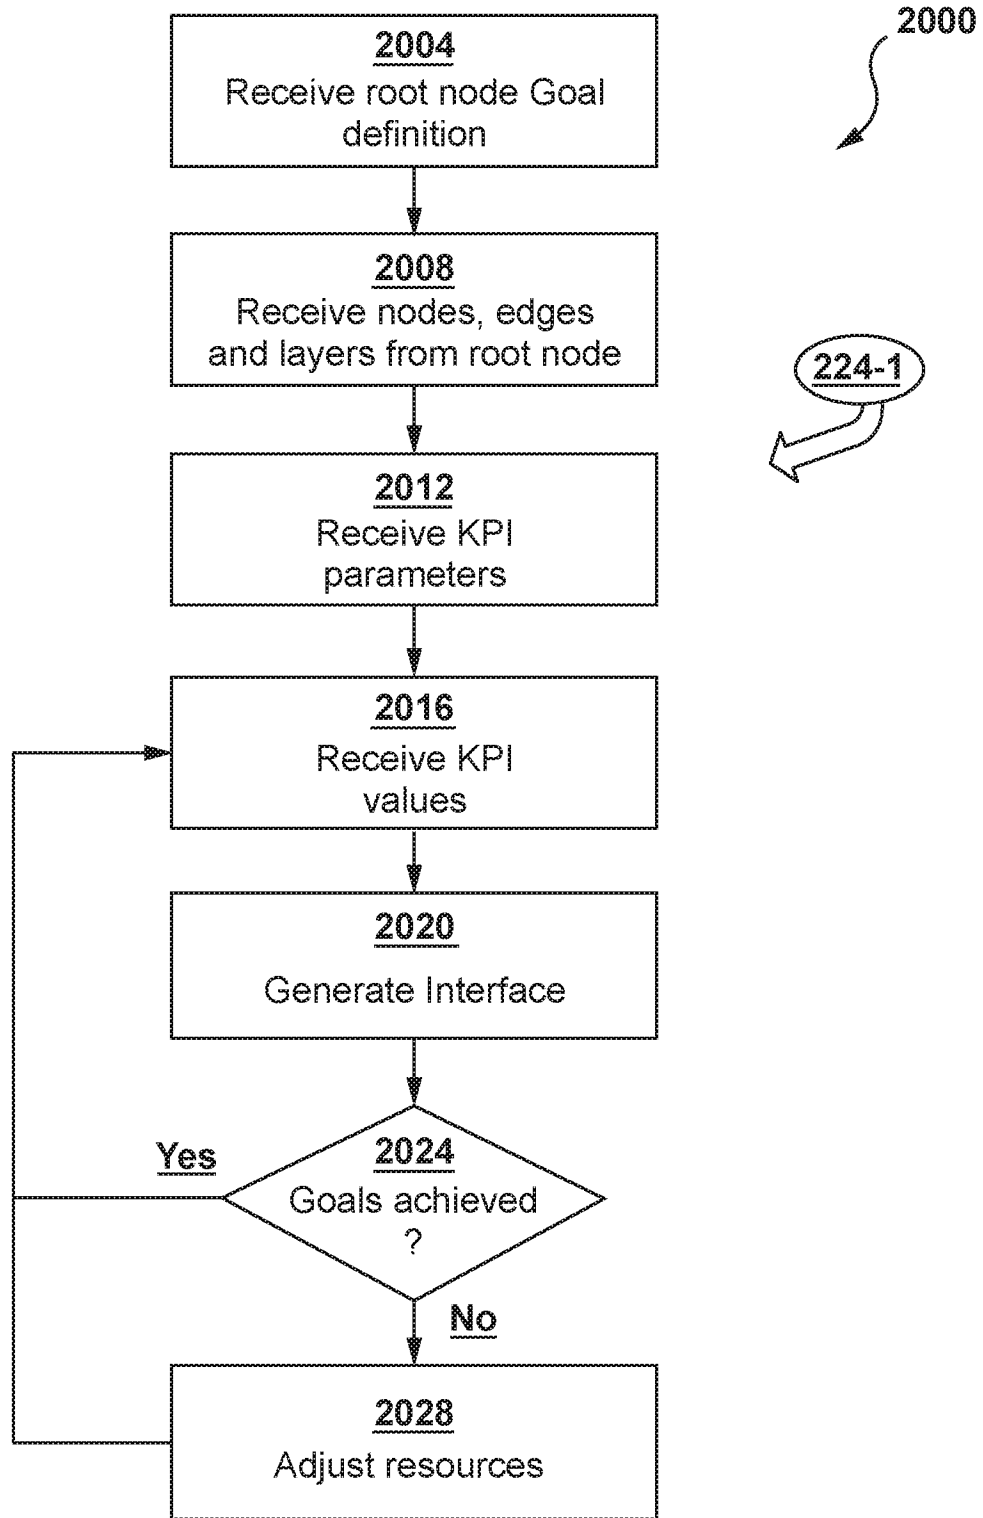 2000
2004
Receive root node Goal
definition
2008
Receive nodes, edges
and layers from root node
224-1
2012
Receive KPI
parameters
2016
Receive KPI
values
2020
Generate Interface
Yes
2024
Goals achieved
?
No
2028
Adjust resources